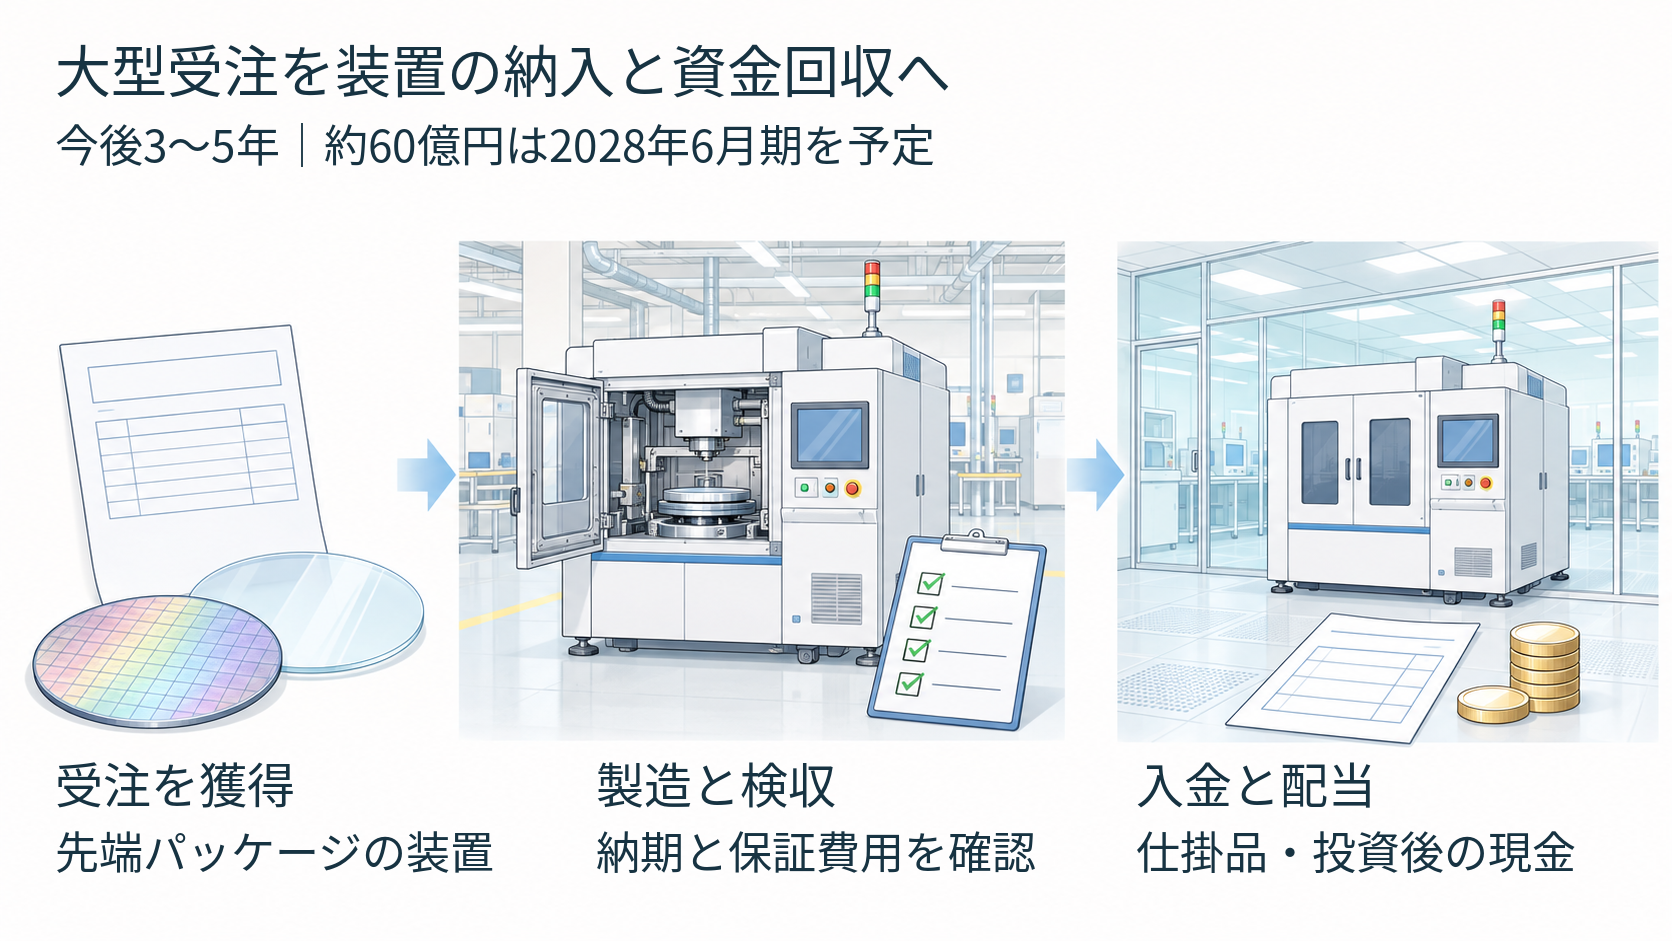 大型受注を装置の納入と資金回収へ
今後3～5年｜約60億円は2028年6月期を予定
受注を獲得
先端パッケージの装置
製造と検収
納期と保証費用を確認
入金と配当
仕掛品・投資後の現金